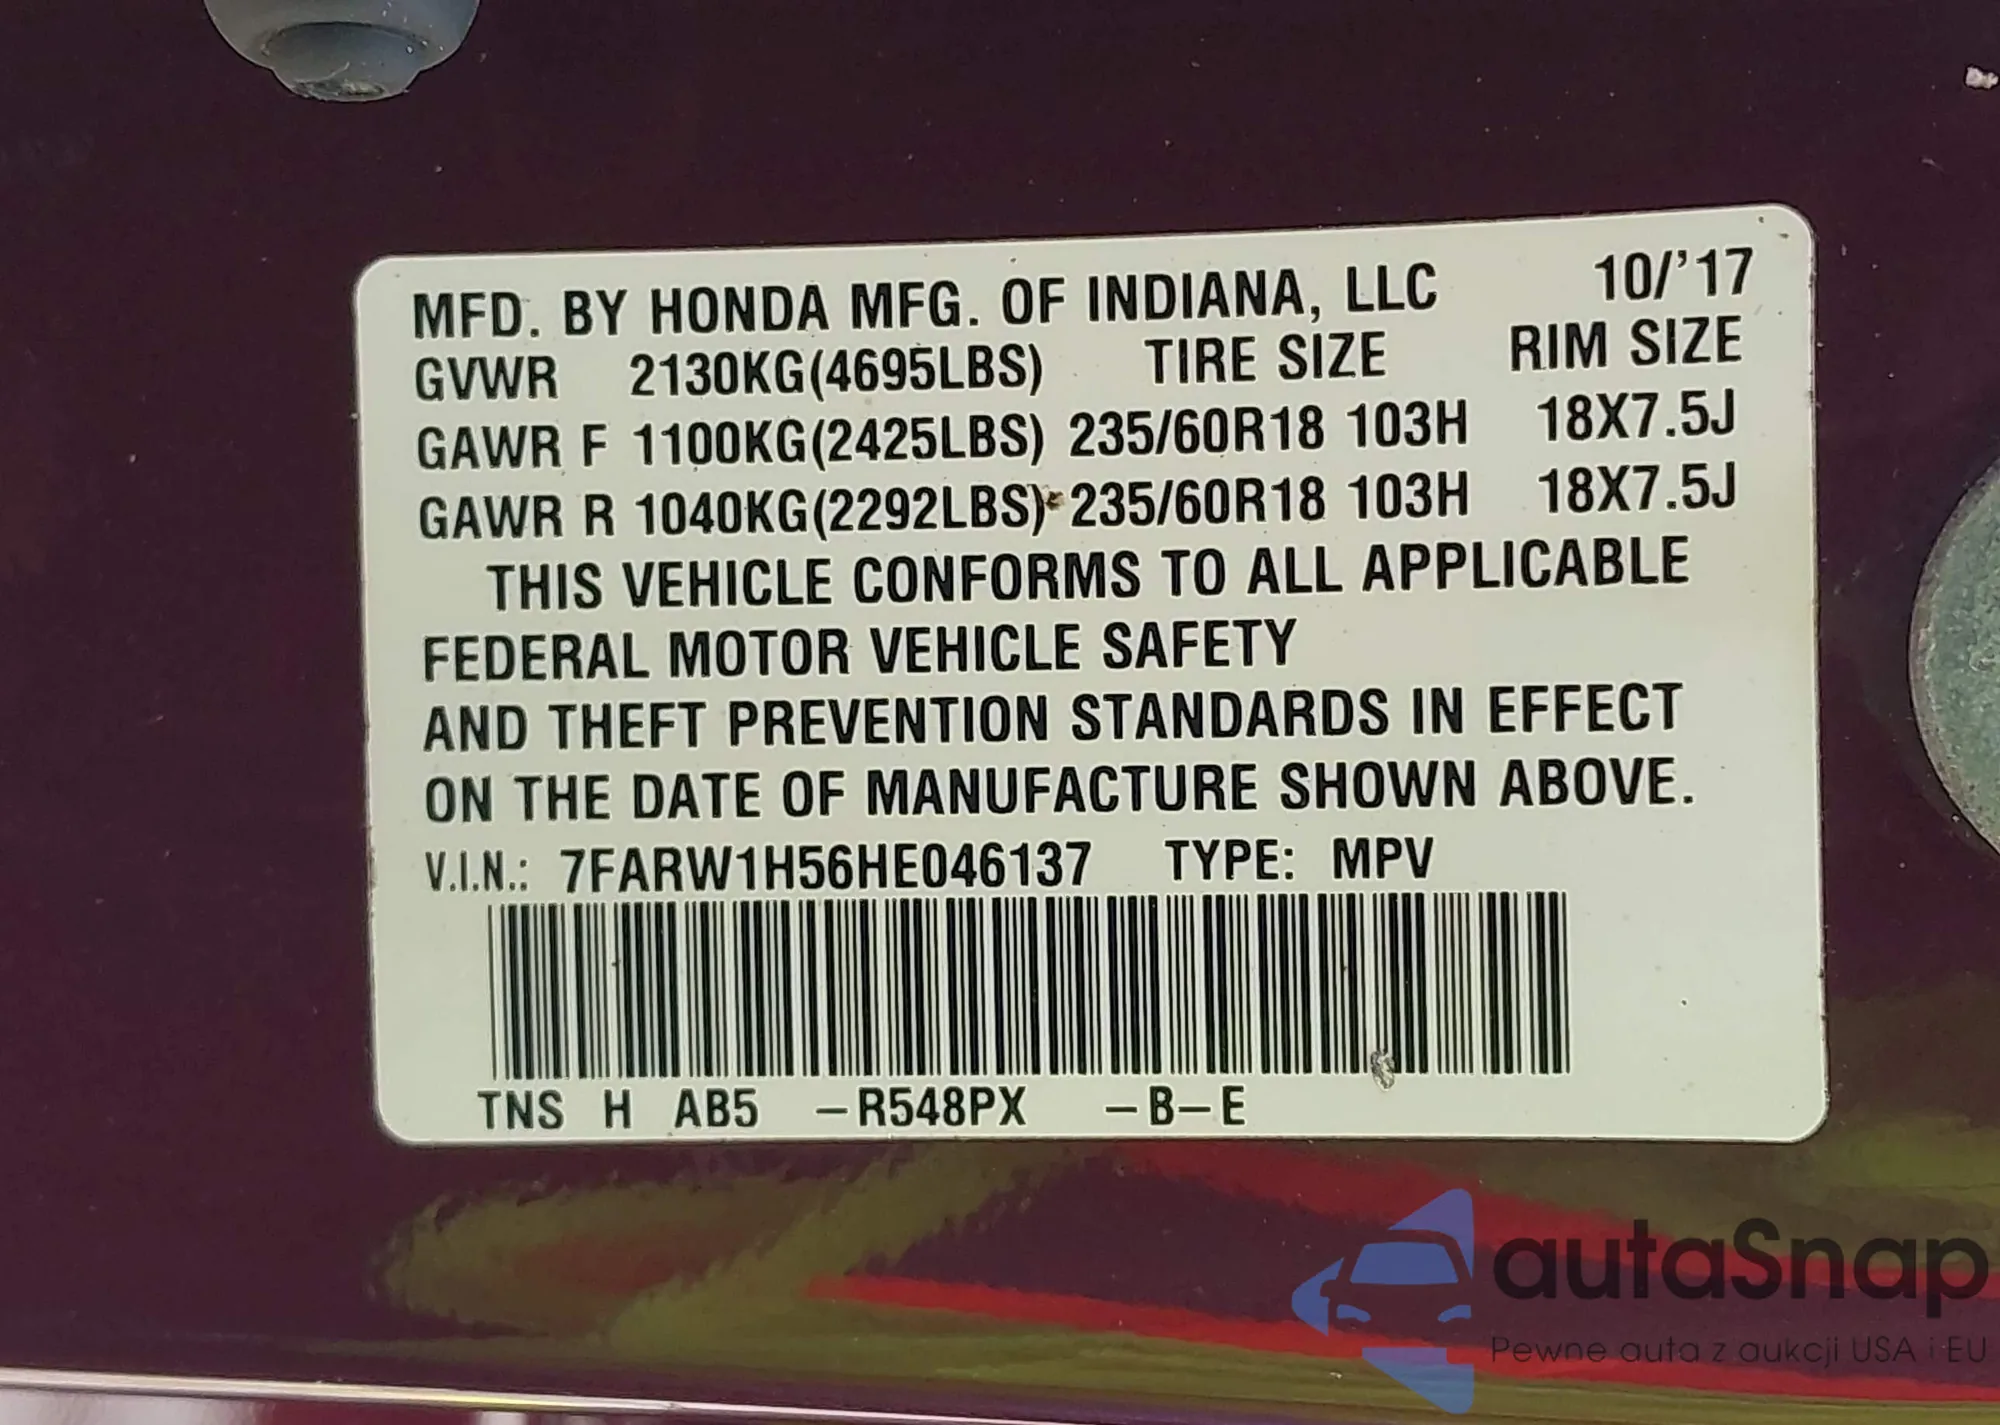 MFD. BY HONDA MFG. OF INDIANA, LLC 10/'17
GVWR 2130KG(4695LBS) TIRE SIZE RIM SIZE
GAWR F 1100KG(2425LBS) 235/60R18 103H 18X7.5J
GAWR R 1040KG(2292LBS) 235/60R18 103H 18X7.5J
THIS VEHICLE CONFORMS TO ALL APPLICABLE
FEDERAL MOTOR VEHICLE SAFETY
AND THEFT PREVENTION STANDARDS IN EFFECT
ON THE DATE OF MANUFACTURE SHOWN ABOVE.
V.I.N.: 7FARW1H56HE046137 TYPE: MPV
TNS H AB5 –R548PX –B–E
autaSnap
Pewne auta z aukcji USA i EU